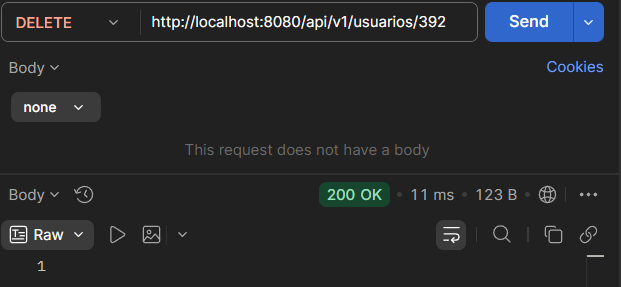 DELETE http://localhost:8080/api/v1/usuarios/392 Send
Body Cookies
none
This request does not have a body
Body 200 OK • 11 ms • 123 B •
Raw
1